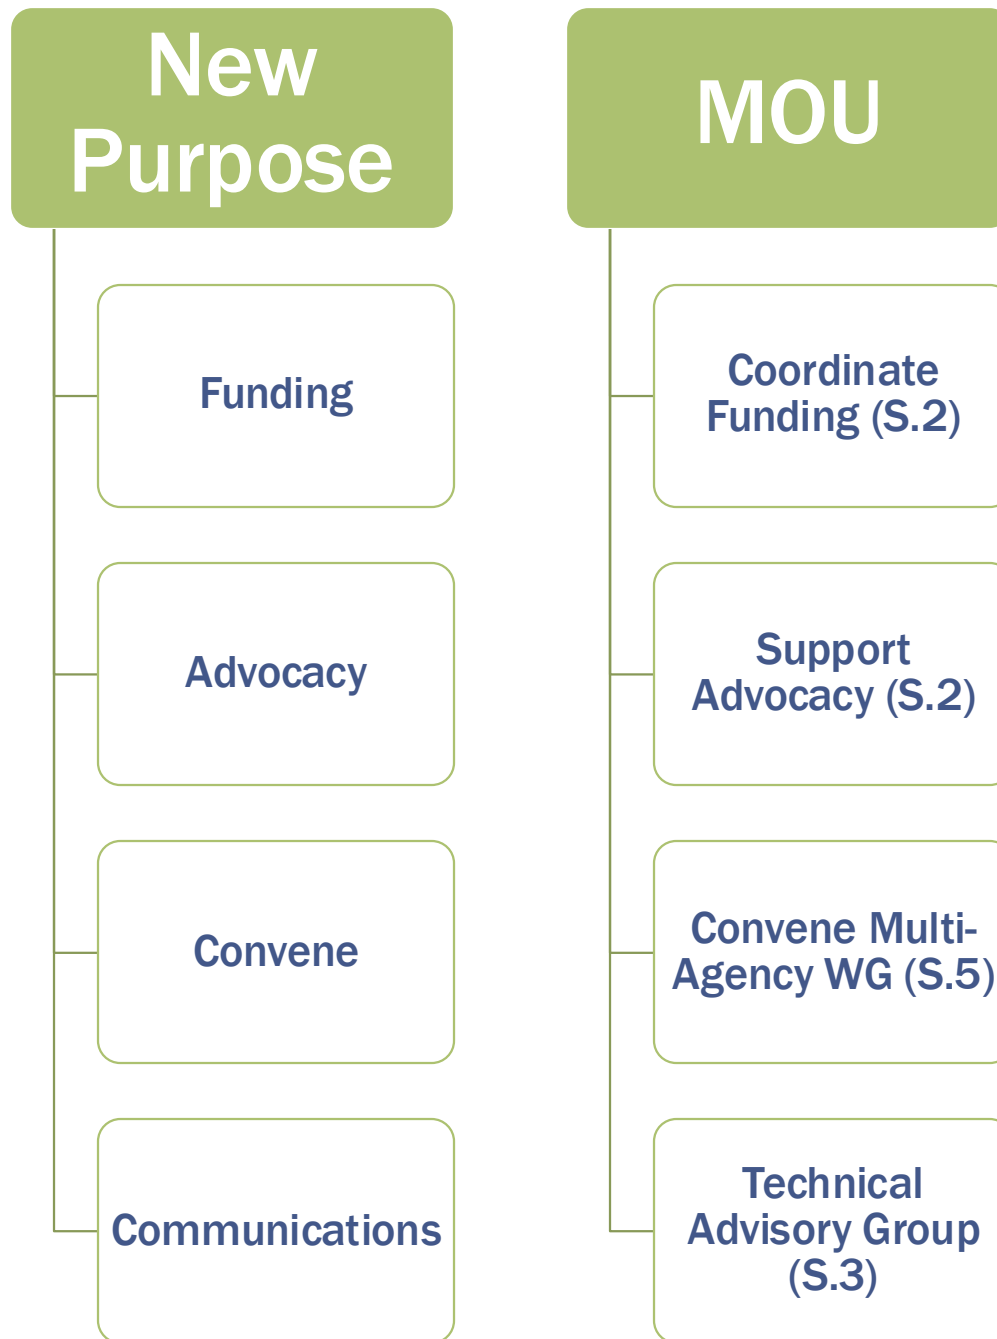 New
Purpose
Funding
Advocacy
Convene
Communications
MOU
Coordinate
Funding (S.2)
Support
Advocacy (S.2)
Convene Multi-
Agency WG (S.5)
Technical
Advisory Group
(S.3)